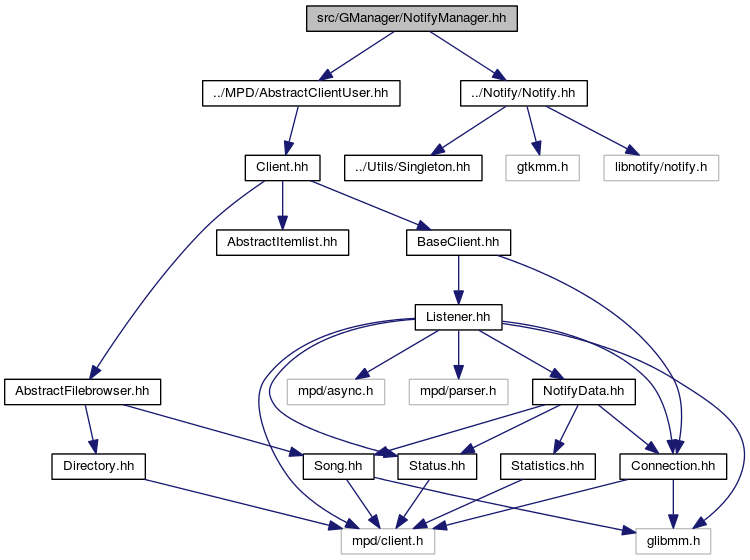 src/GManager/NotifyManager.hh
../MPD/AbstractClientUser.hh
../Notify/Notify.hh
Client.hh
../Utils/Singleton.hh
gtkmm.h
libnotify/notify.h
AbstractItemlist.hh
BaseClient.hh
Listener.hh
AbstractFilebrowser.hh
mpd/async.h
mpd/parser.h
NotifyData.hh
Directory.hh
Song.hh
Status.hh
Statistics.hh
Connection.hh
mpd/client.h
glibmm.h